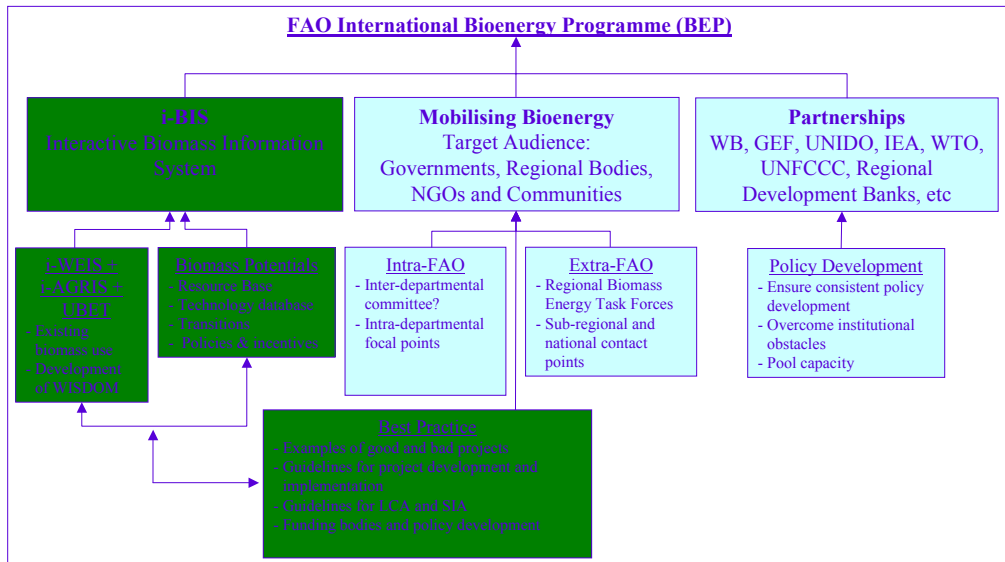 FAO International Bioenergy Programme (BEP)
i-BIS
Interactive Biomass Information
System
Mobilising Bioenergy
Target Audience:
Governments, Regional Bodies,
NGOs and Communities
Partnerships
WB, GEF, UNIDO, IEA, WTO,
UNFCCC, Regional
Development Banks, etc
i-WEIS +
i-AGRIS +
UBET
- Existing
biomass use
- Development
of WISDOM
Biomass Potentials
- Resource Base
- Technology database
- Transitions
- Policies & incentives
Intra-FAO
- Inter-departmental
committee?
- Intra-departmental
focal points
Extra-FAO
- Regional Biomass
Energy Task Forces
- Sub-regional and
national contact
points
Policy Development
- Ensure consistent policy
development
- Overcome institutional
obstacles
- Pool capacity
Best Practice
- Examples of good and bad projects
- Guidelines for project development and
implementation
- Guidelines for LCA and SIA
- Funding bodies and policy development